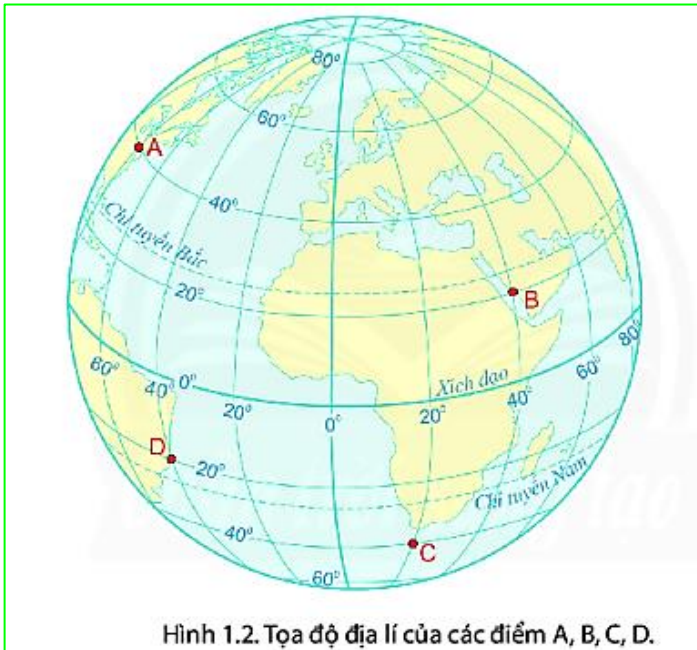 80°
60°
A
40°
Chí tuyến Bắc
20°
B
80°
60°
40°
0°
20°
0°
Xích đạo
20°
40°
60°
D
20°
Chí tuyến Nam
40°
C
60°
Hình 1.2. Tọa độ địa lí của các điểm A, B, C, D.